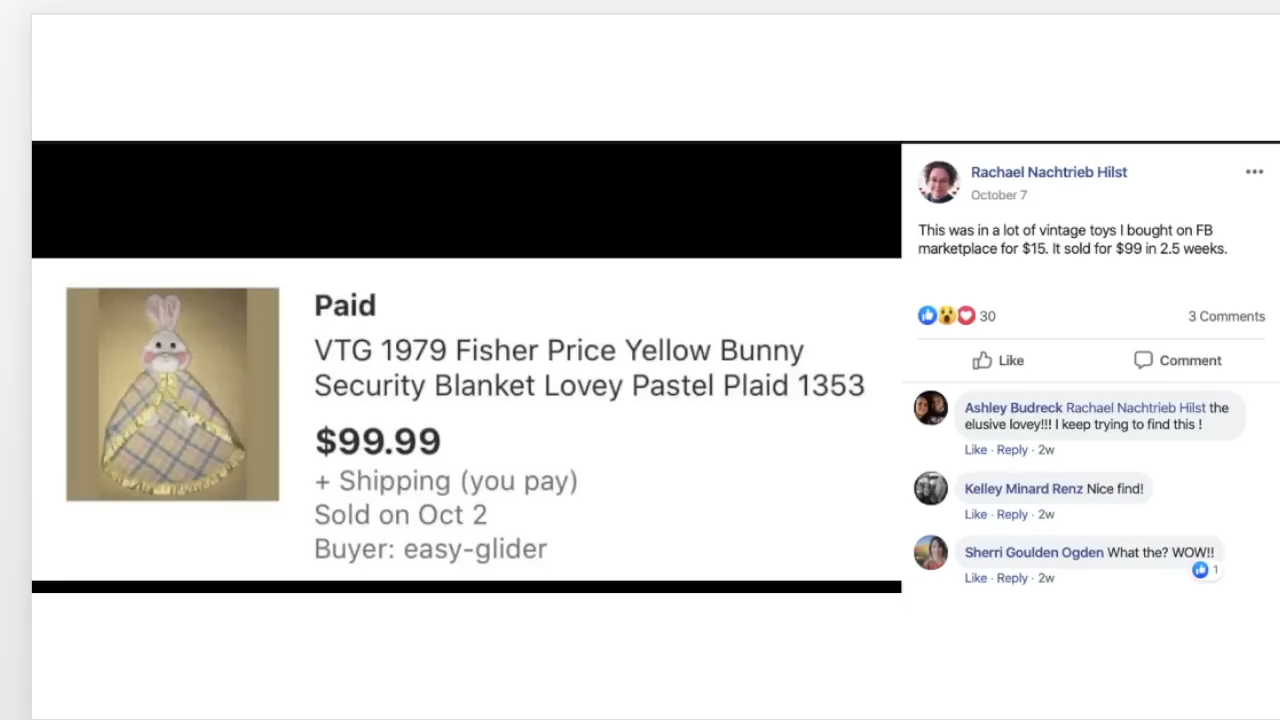 Paid
VTG 1979 Fisher Price Yellow Bunny
Security Blanket Lovey Pastel Plaid 1353
$99.99
+ Shipping (you pay)
Sold on Oct 2
Buyer: easy-glider
Rachael Nachtrieb Hilst
October 7
This was in a lot of vintage toys I bought on FB
marketplace for $15. It sold for $99 in 2.5 weeks.
30 3 Comments
Like Comment
Ashley Budreck Rachael Nachtrieb Hilst the
elusive lovey!!! I keep trying to find this !
Like · Reply · 2w
Kelley Minard Renz Nice find!
Like · Reply · 2w
Sherri Goulden Ogden What the? WOW!!
1
Like · Reply · 2w